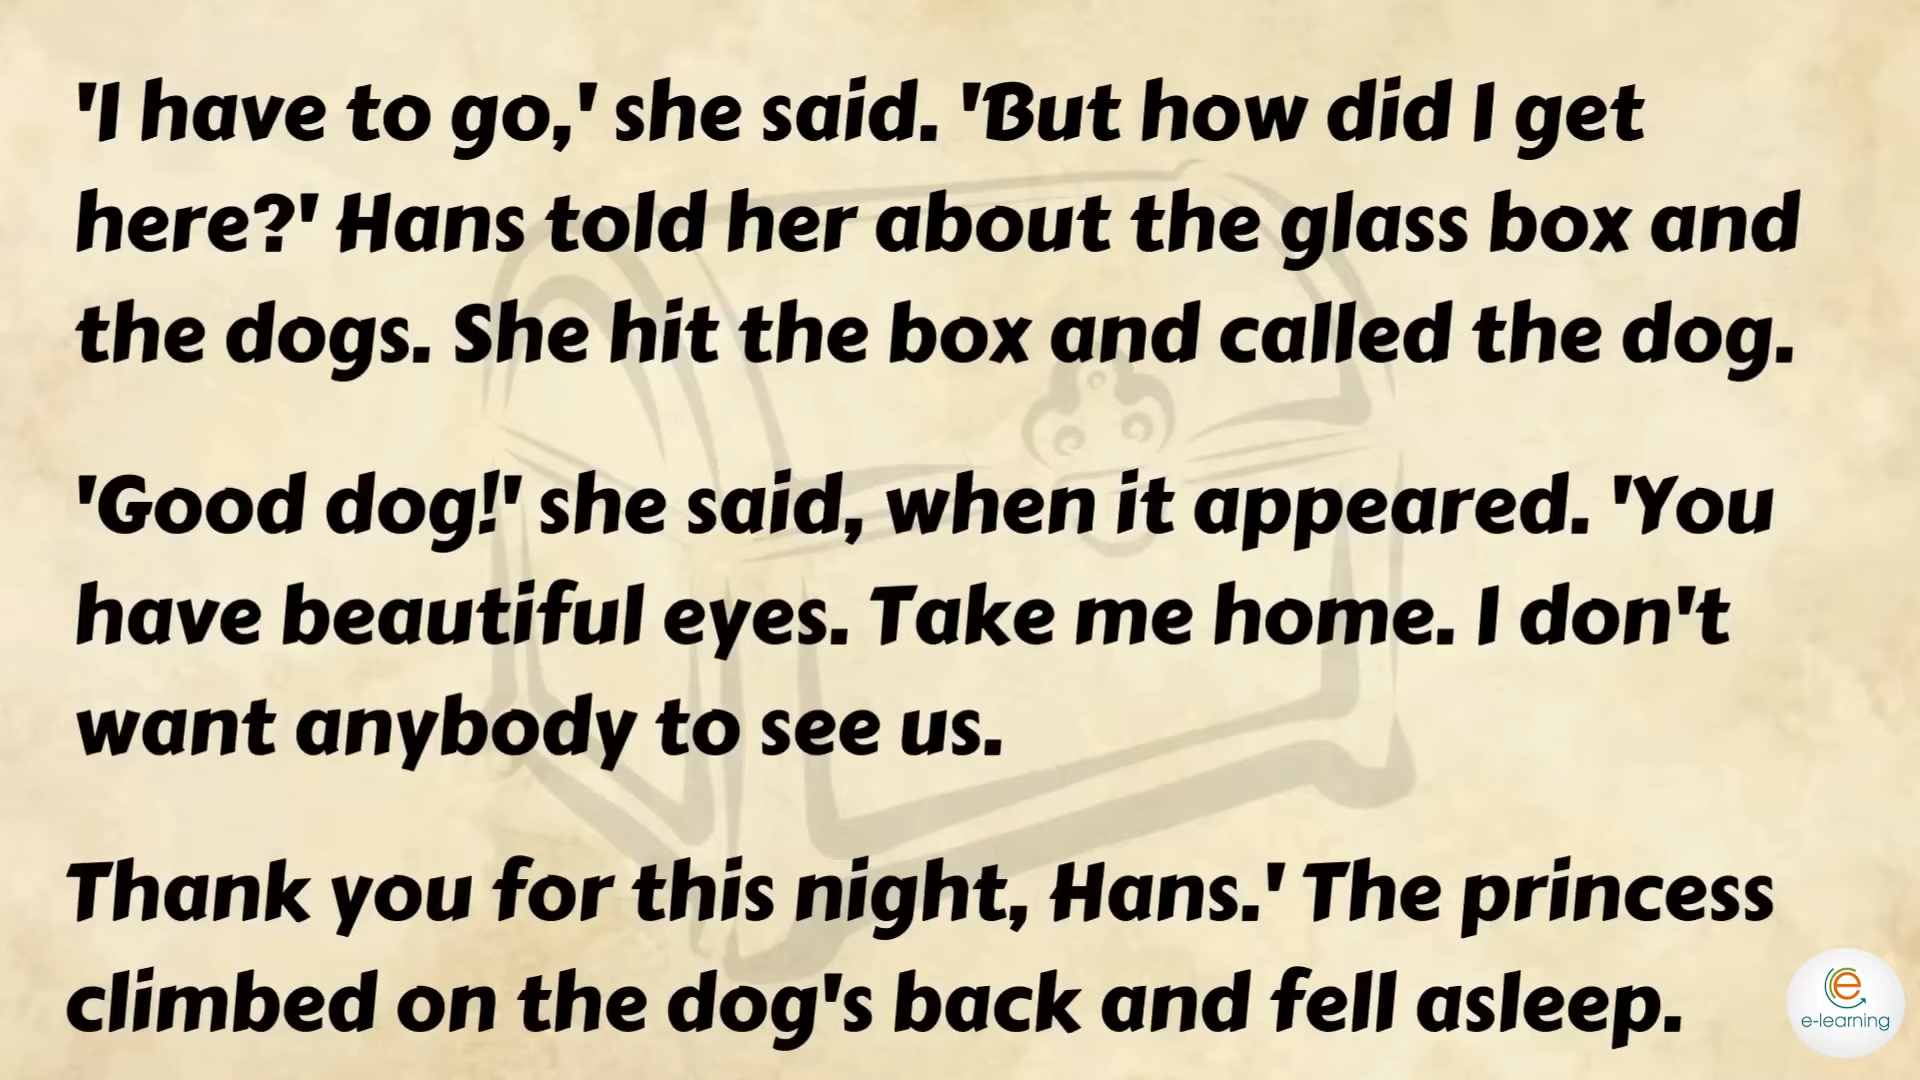 'I have to go,' she said. 'But how did I get
here?' Hans told her about the glass box and
the dogs. She hit the box and called the dog.
'Good dog!' she said, when it appeared. 'You
have beautiful eyes. Take me home. I don't
want anybody to see us.
Thank you for this night, Hans.' The princess
climbed on the dog's back and fell asleep.
e
e-learning